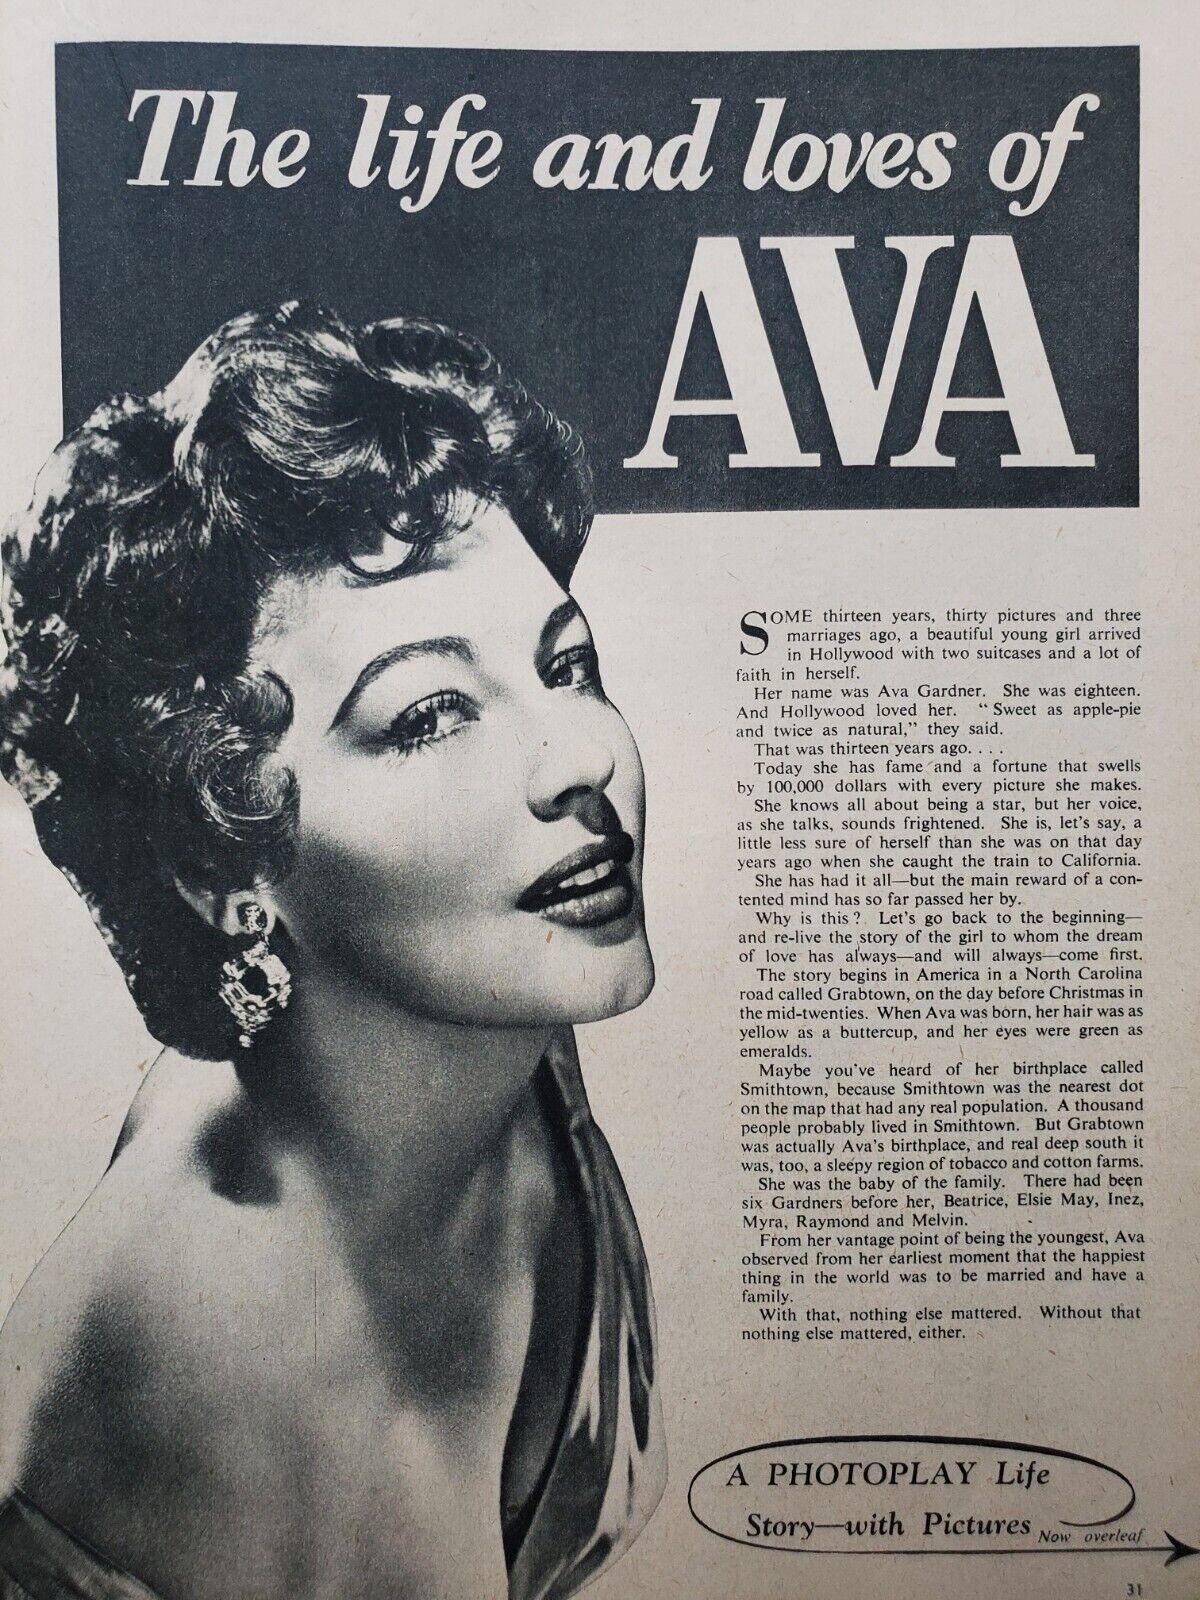 The life and loves of
AVA
SOME thirteen years, thirty pictures and three
marriages ago, a beautiful young girl arrived
in Hollywood with two suitcases and a lot of
faith in herself.
Her name was Ava Gardner. She was eighteen.
And Hollywood loved her. "Sweet as apple-pie
and twice as natural," they said.
That was thirteen years ago. . . .
Today she has fame and a fortune that swells
by 100,000 dollars with every picture she makes.
She knows all about being a star, but her voice,
as she talks, sounds frightened. She is, let's say, a
little less sure of herself than she was on that day
years ago when she caught the train to California.
She has had it all—but the main reward of a con-
tented mind has so far passed her by.
Why is this? Let's go back to the beginning—
and re-live the story of the girl to whom the dream
of love has always—and will always—come first.
The story begins in America in a North Carolina
road called Grabtown, on the day before Christmas in
the mid-twenties. When Ava was born, her hair was as
yellow as a buttercup, and her eyes were green as
emeralds.
Maybe you've heard of her birthplace called
Smithtown, because Smithtown was the nearest dot
on the map that had any real population. A thousand
people probably lived in Smithtown. But Grabtown
was actually Ava's birthplace, and real deep south it
was, too, a sleepy region of tobacco and cotton farms.
She was the baby of the family. There had been
six Gardners before her, Beatrice, Elsie May, Inez,
Myra, Raymond and Melvin.
From her vantage point of being the youngest, Ava
observed from her earliest moment that the happiest
thing in the world was to be married and have a
family.
With that, nothing else mattered. Without that
nothing else mattered, either.
A PHOTOPLAY Life
Story—with Pictures
Now overleaf
31